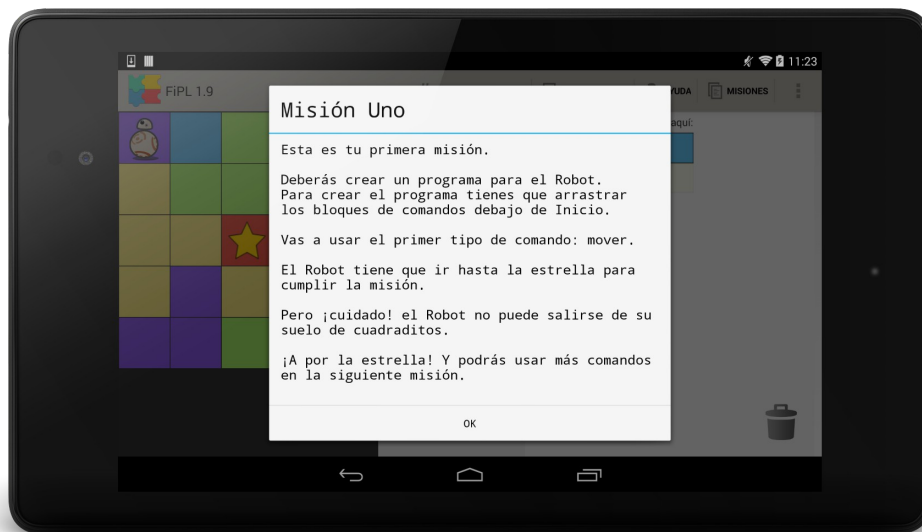 11:23
FiPL 1.9
YUDA
MISIONES
aquí:
Misión Uno
Esta es tu primera misión.
Deberás crear un programa para el Robot.
Para crear el programa tienes que arrastrar
los bloques de comandos debajo de Inicio.
Vas a usar el primer tipo de comando: mover.
El Robot tiene que ir hasta la estrella para
cumplir la misión.
Pero ¡cuidado! el Robot no puede salirse de su
suelo de cuadraditos.
¡A por la estrella! Y podrás usar más comandos
en la siguiente misión.
OK